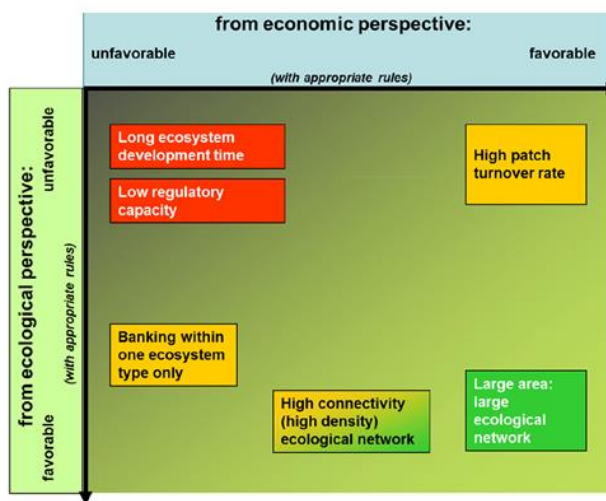 from economic perspective:
unfavorable
favorable
(with appropriate rules)
from ecological perspective:
(with appropriate rules)
unfavorable
favorable
Long ecosystem
development time
Low regulatory
capacity
High patch
turnover rate
Banking within
one ecosystem
type only
High connectivity
(high density)
ecological network
Large area:
large
ecological
network